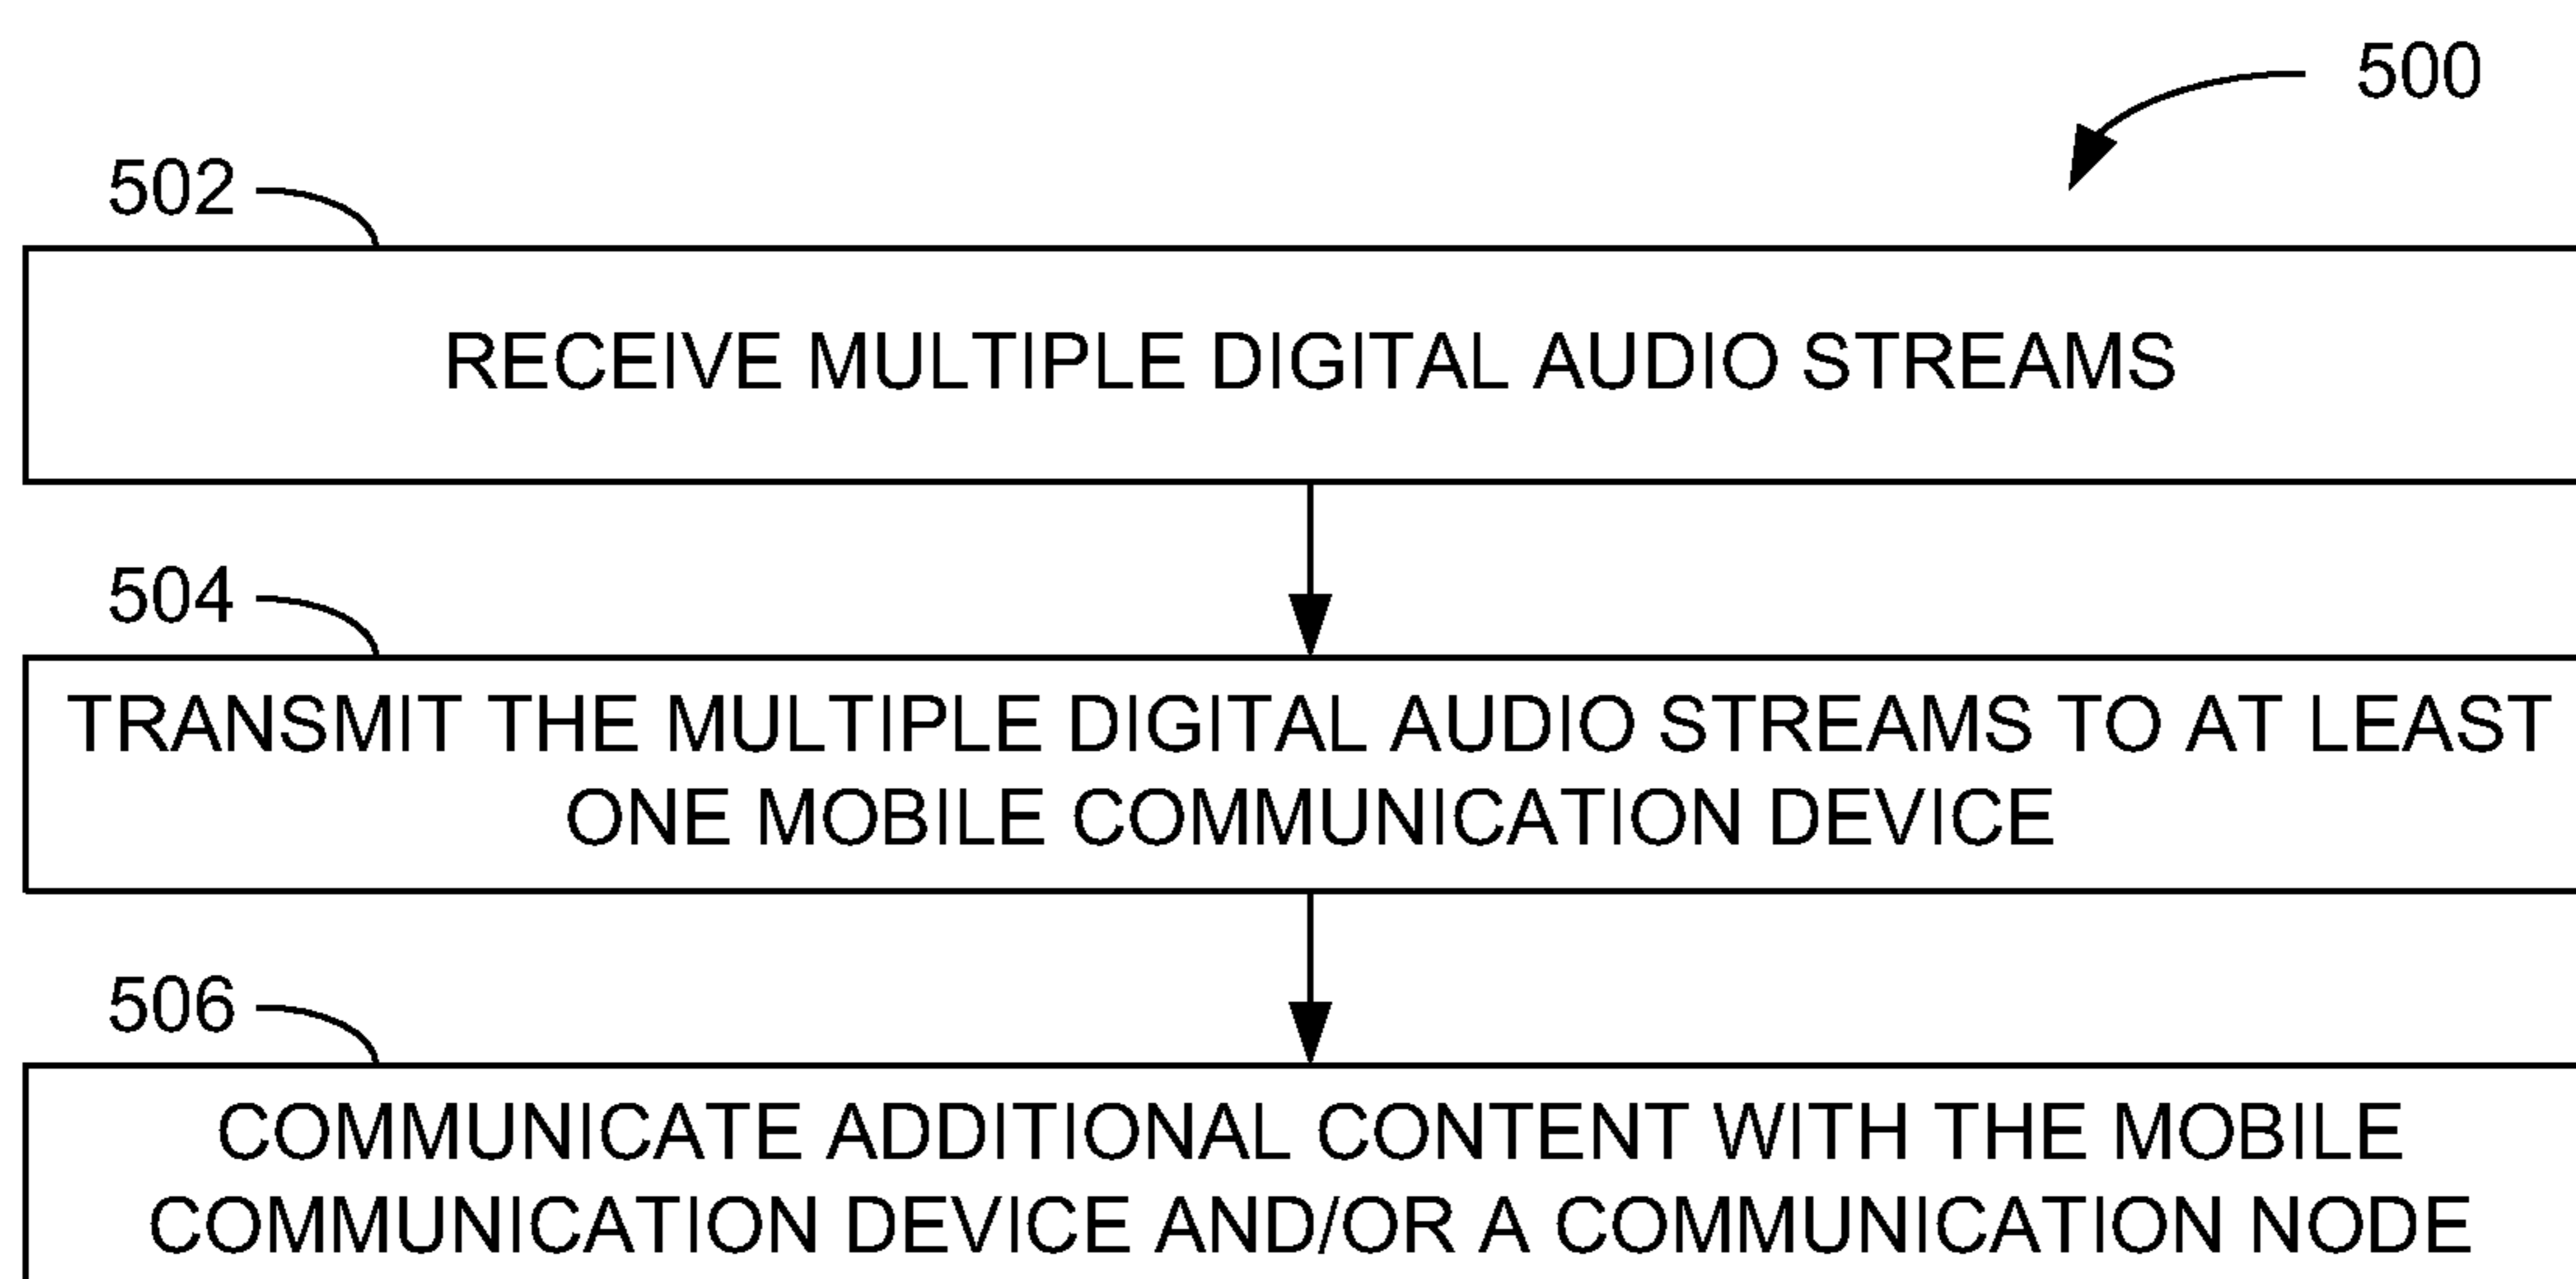 500
502
RECEIVE MULTIPLE DIGITAL AUDIO STREAMS
504
TRANSMIT THE MULTIPLE DIGITAL AUDIO STREAMS TO AT LEAST
ONE MOBILE COMMUNICATION DEVICE
506
COMMUNICATE ADDITIONAL CONTENT WITH THE MOBILE
COMMUNICATION DEVICE AND/OR A COMMUNICATION NODE